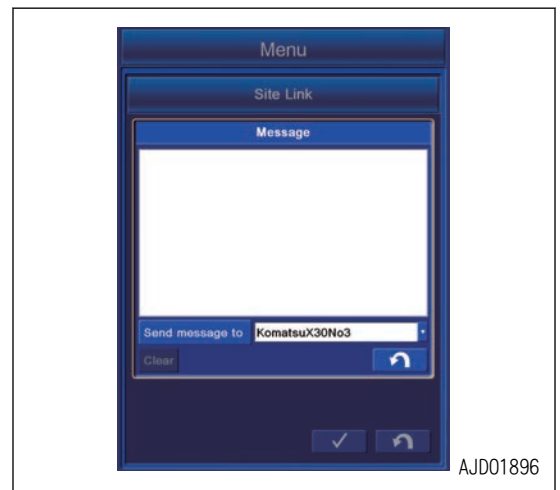 Menu
Site Link
Message
Send message to KomatsuX30No3
Clear
AJD01896